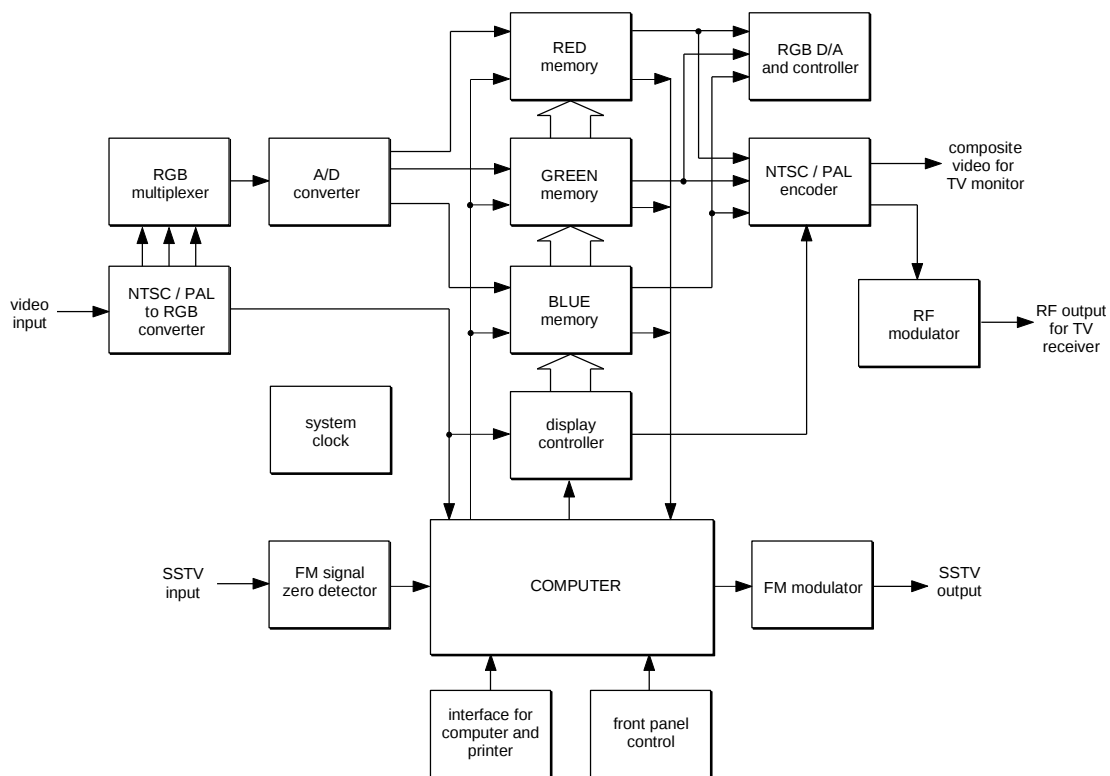 RED
memory
RGB D/A
and controller
RGB
multiplexer
A/D
converter
GREEN
memory
NTSC / PAL
encoder
composite
video for
TV monitor
video
input
NTSC / PAL
to RGB
converter
BLUE
memory
RF
modulator
RF output
for TV
receiver
system
clock
display
controller
SSTV
input
FM signal
zero detector
COMPUTER
FM modulator
SSTV
output
interface for
computer and
printer
front panel
control